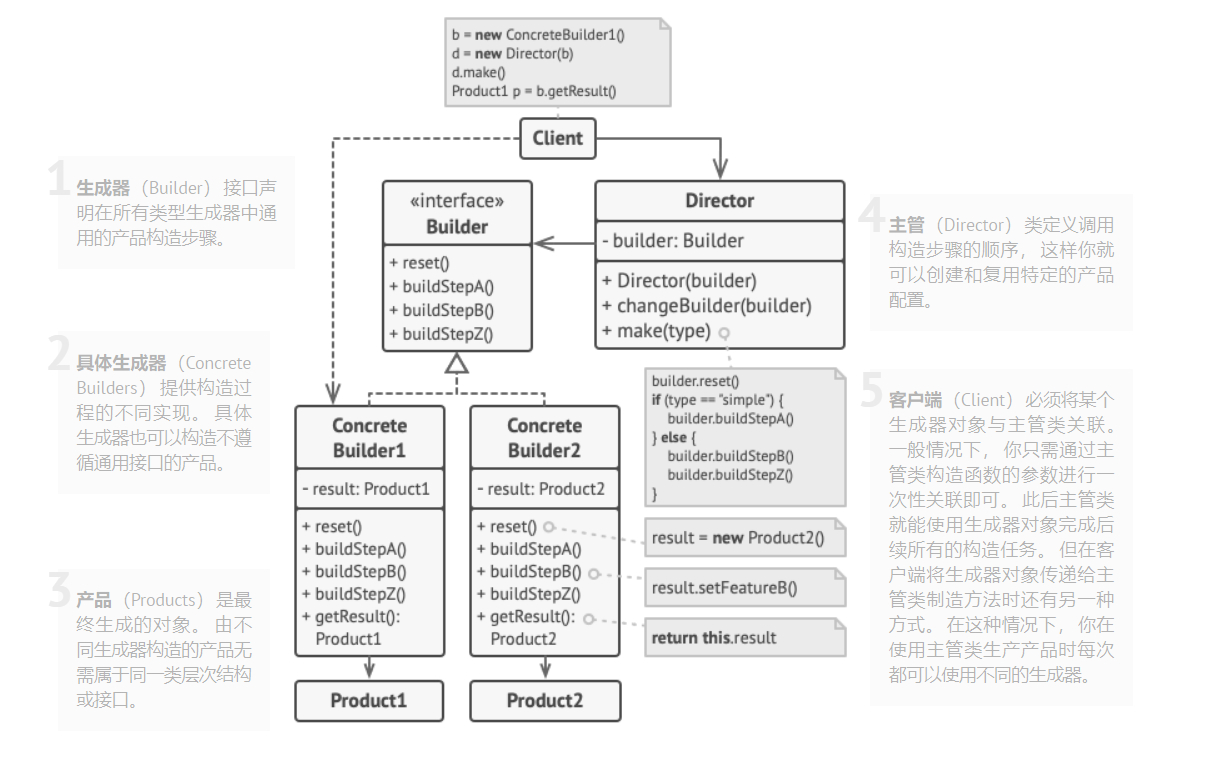 b = new ConcreteBuilder1()
d = new Director(b)
d.make()
Product1 p = b.getResult()
Client
1
生成器（Builder）接口声
明在所有类型生成器中通
用的产品构造步骤。
«interface»
Builder
+ reset()
+ buildStepA()
+ buildStepB()
+ buildStepZ()
Director
- builder: Builder
+ Director(builder)
+ changeBuilder(builder)
+ make(type)
4
主管（Director）类定义调用
构造步骤的顺序，这样你就
可以创建和复用特定的产品
配置。
2
具体生成器（Concrete
Builders）提供构造过
程的不同实现。具体
生成器也可以构造不遵
循通用接口的产品。
builder.reset()
if (type == "simple") {
builder.buildStepA()
} else {
builder.buildStepB()
builder.buildStepZ()
}
5
客户端（Client）必须将某个
生成器对象与主管类关联。
一般情况下，你只需通过主
管类构造函数的参数进行一
次性关联即可。此后主管类
就能使用生成器对象完成后
续所有的构造任务。但在客
户端将生成器对象传递给主
管类制造方法时还有另一种
方式。在这种情况下，你在
使用主管类生产产品时每次
都可以使用不同的生成器。
Concrete
Builder1
- result: Product1
+ reset()
+ buildStepA()
+ buildStepB()
+ buildStepZ()
+ getResult():
Product1
Concrete
Builder2
- result: Product2
+ reset()
+ buildStepA()
+ buildStepB()
+ buildStepZ()
+ getResult():
Product2
result = new Product2()
result.setFeatureB()
return this.result
3
产品（Products）是最
终生成的对象。由不
同生成器构造的产品无
需属于同一类层次结构
或接口。
Product1
Product2